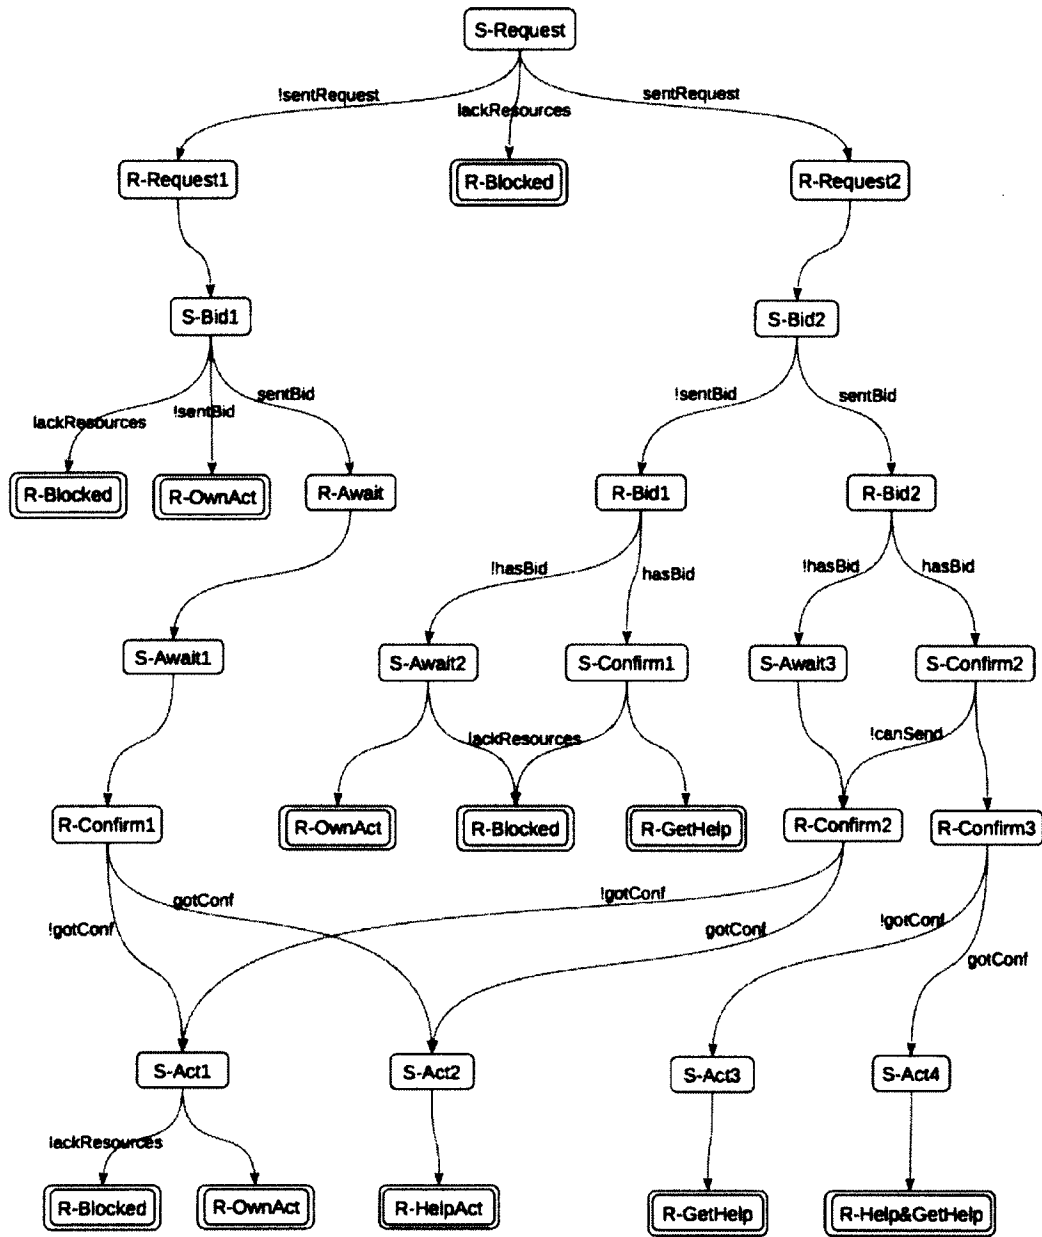 S-Request
!sentRequest
lackResources
sentRequest
R-Request1
R-Blocked
R-Request2
S-Bid1
S-Bid2
lackResources
!sentBid
sentBid
!sentBid
sentBid
R-Blocked
R-OwnAct
R-Await
R-Bid1
R-Bid2
!hasBid
hasBid
!hasBid
hasBid
S-Await1
S-Await2
S-Confirm1
S-Await3
S-Confirm2
lackResources
!canSend
R-Confirm1
R-OwnAct
R-Blocked
R-GetHelp
R-Confirm2
R-Confirm3
!gotConf
gotConf
!gotConf
gotConf
!gotConf
gotConf
S-Act1
S-Act2
S-Act3
S-Act4
lackResources
R-Blocked
R-OwnAct
R-HelpAct
R-GetHelp
R-Help&GetHelp